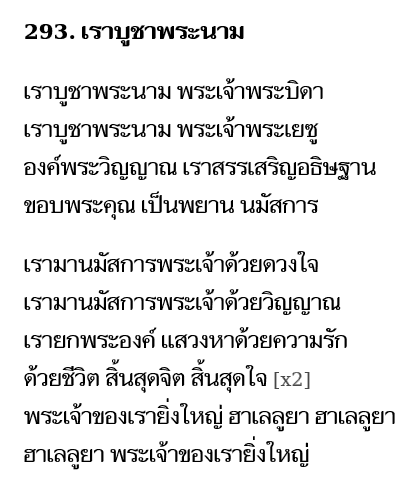 293. เราบูชาพระนาม
เราบูชาพระนาม พระเจ้าพระบิดา
เราบูชาพระนาม พระเจ้าพระเยซู
องค์พระวิญญาณ เราสรรเสริญอธิษฐาน
ขอบพระคุณ เป็นพยาน นมัสการ
เรามานมัสการพระเจ้าด้วยดวงใจ
เรามานมัสการพระเจ้าด้วยวิญญาณ
เรายกพระองค์ แสวงหาด้วยความรัก
ด้วยชีวิต สิ้นสุดจิต สิ้นสุดใจ [x2]
พระเจ้าของเรายิ่งใหญ่ ฮาเลลูยา ฮาเลลูยา
ฮาเลลูยา พระเจ้าของเรายิ่งใหญ่